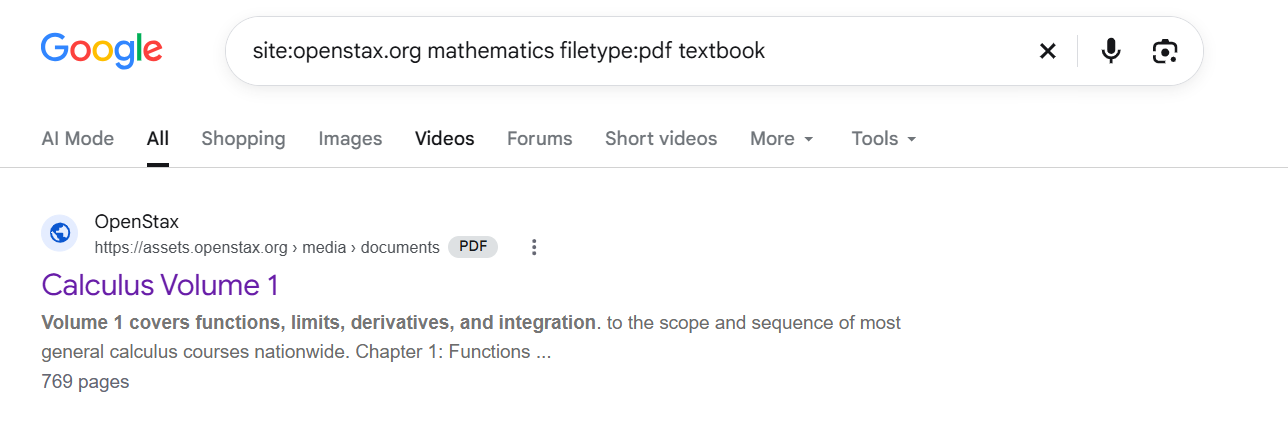 Google
site:openstax.org mathematics filetype:pdf textbook
AI Mode All Shopping Images Videos Forums Short videos More Tools
OpenStax
https://assets.openstax.org › media › documents PDF
Calculus Volume 1
Volume 1 covers functions, limits, derivatives, and integration. to the scope and sequence of most
general calculus courses nationwide. Chapter 1: Functions ...
769 pages